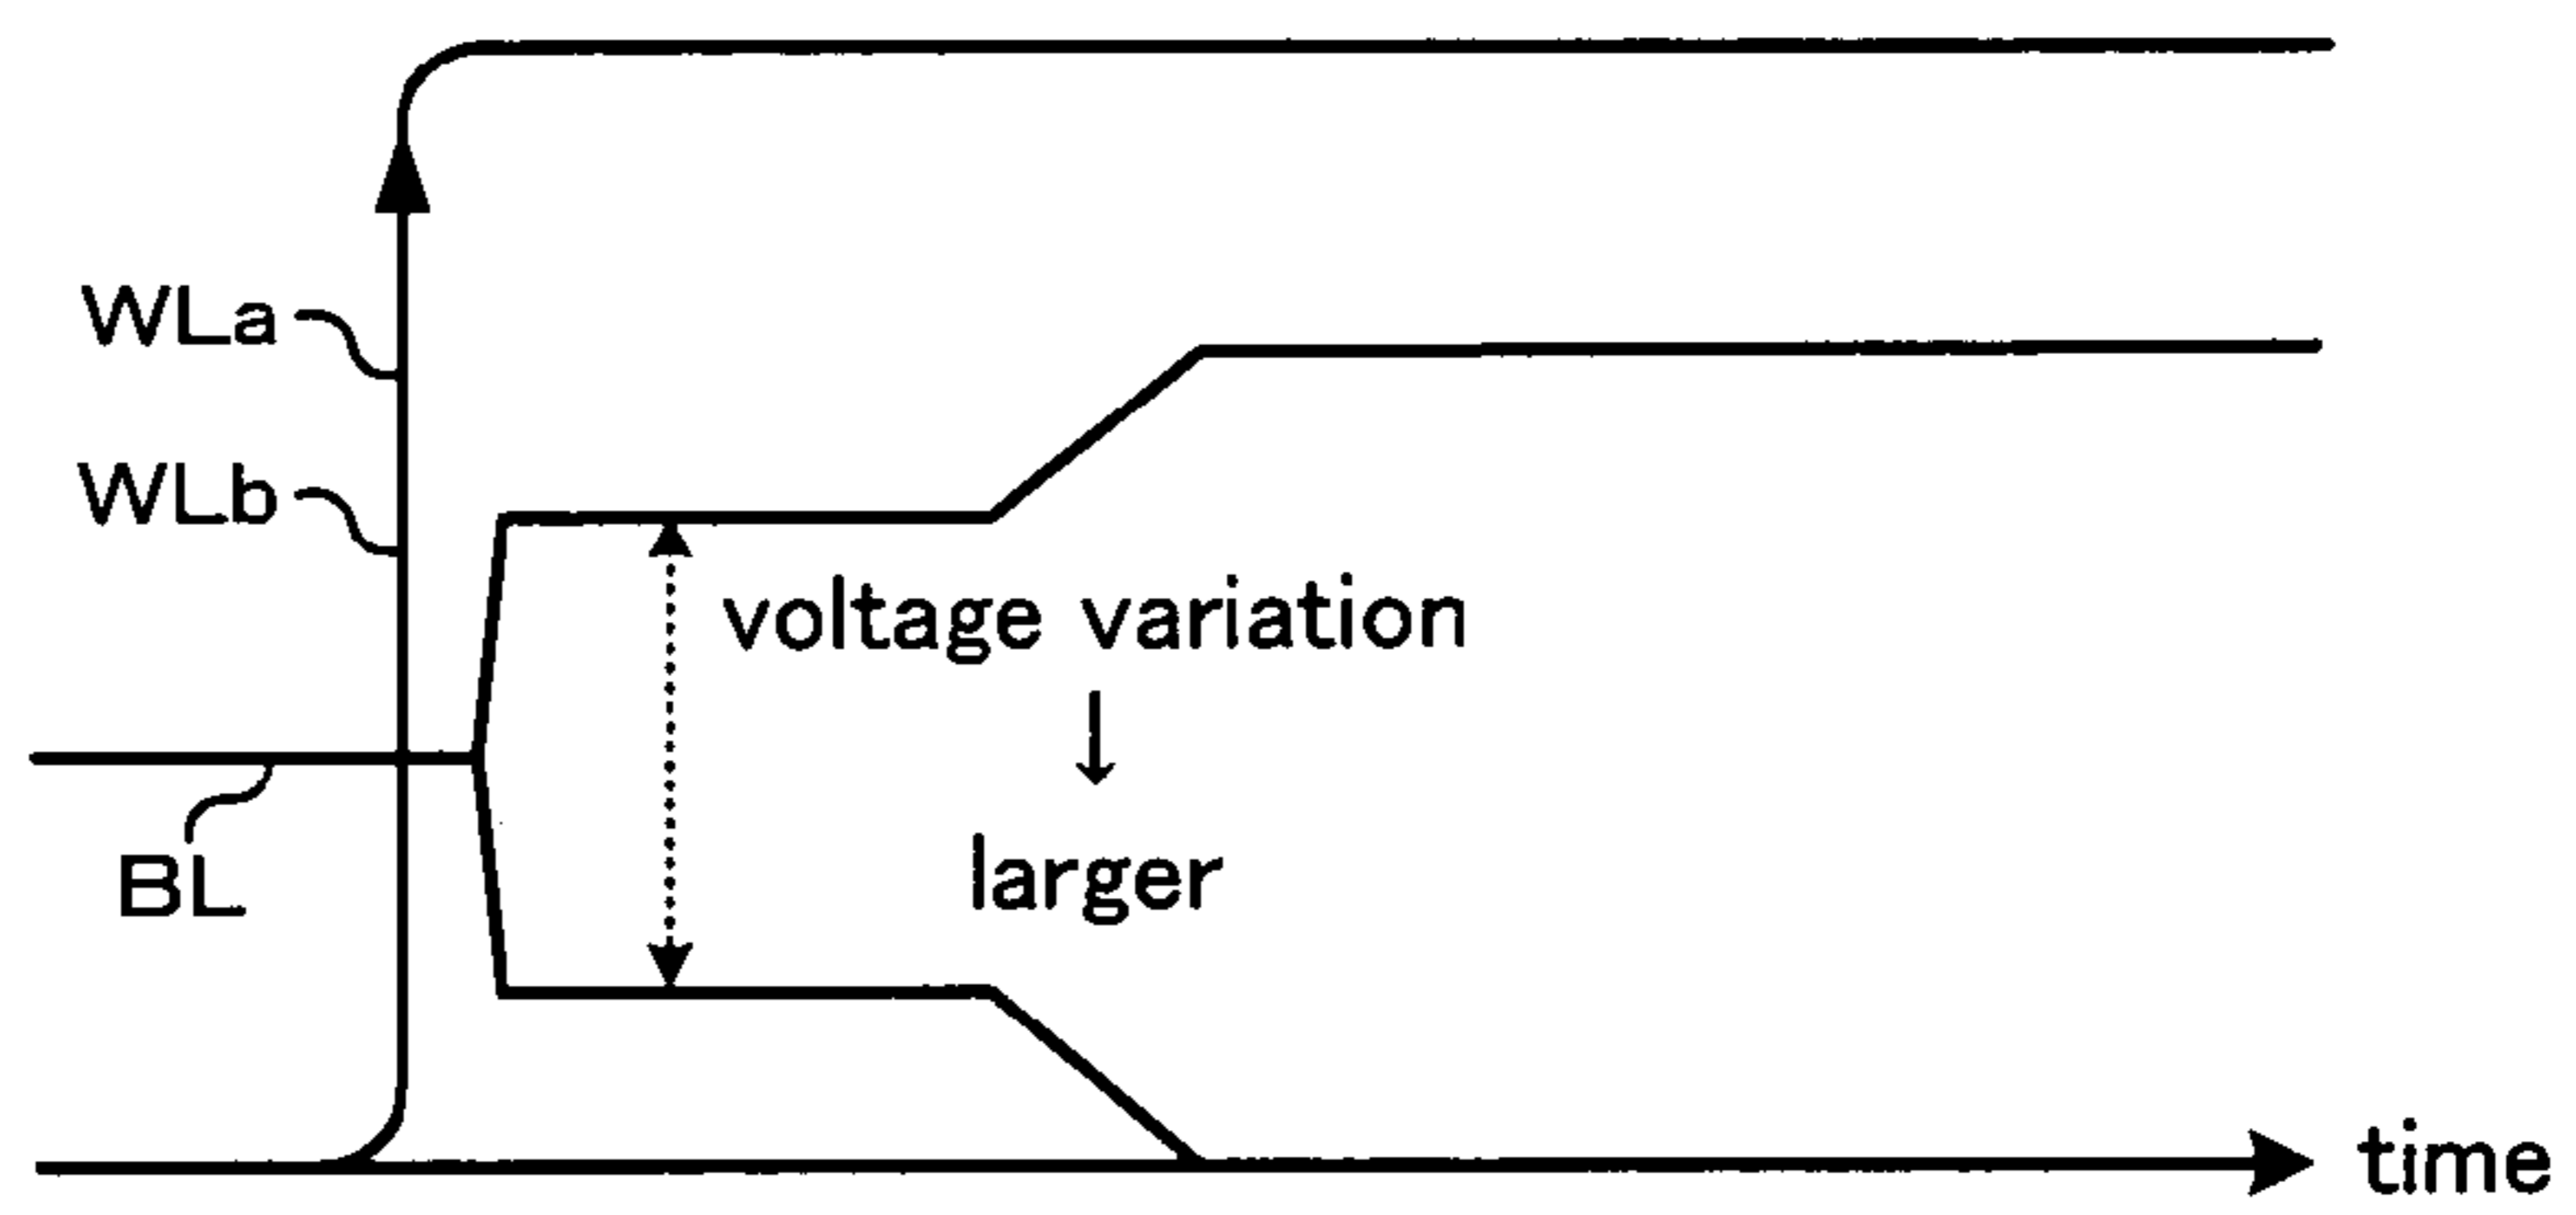 WLa
WLb
voltage variation
↓
larger
BL
time